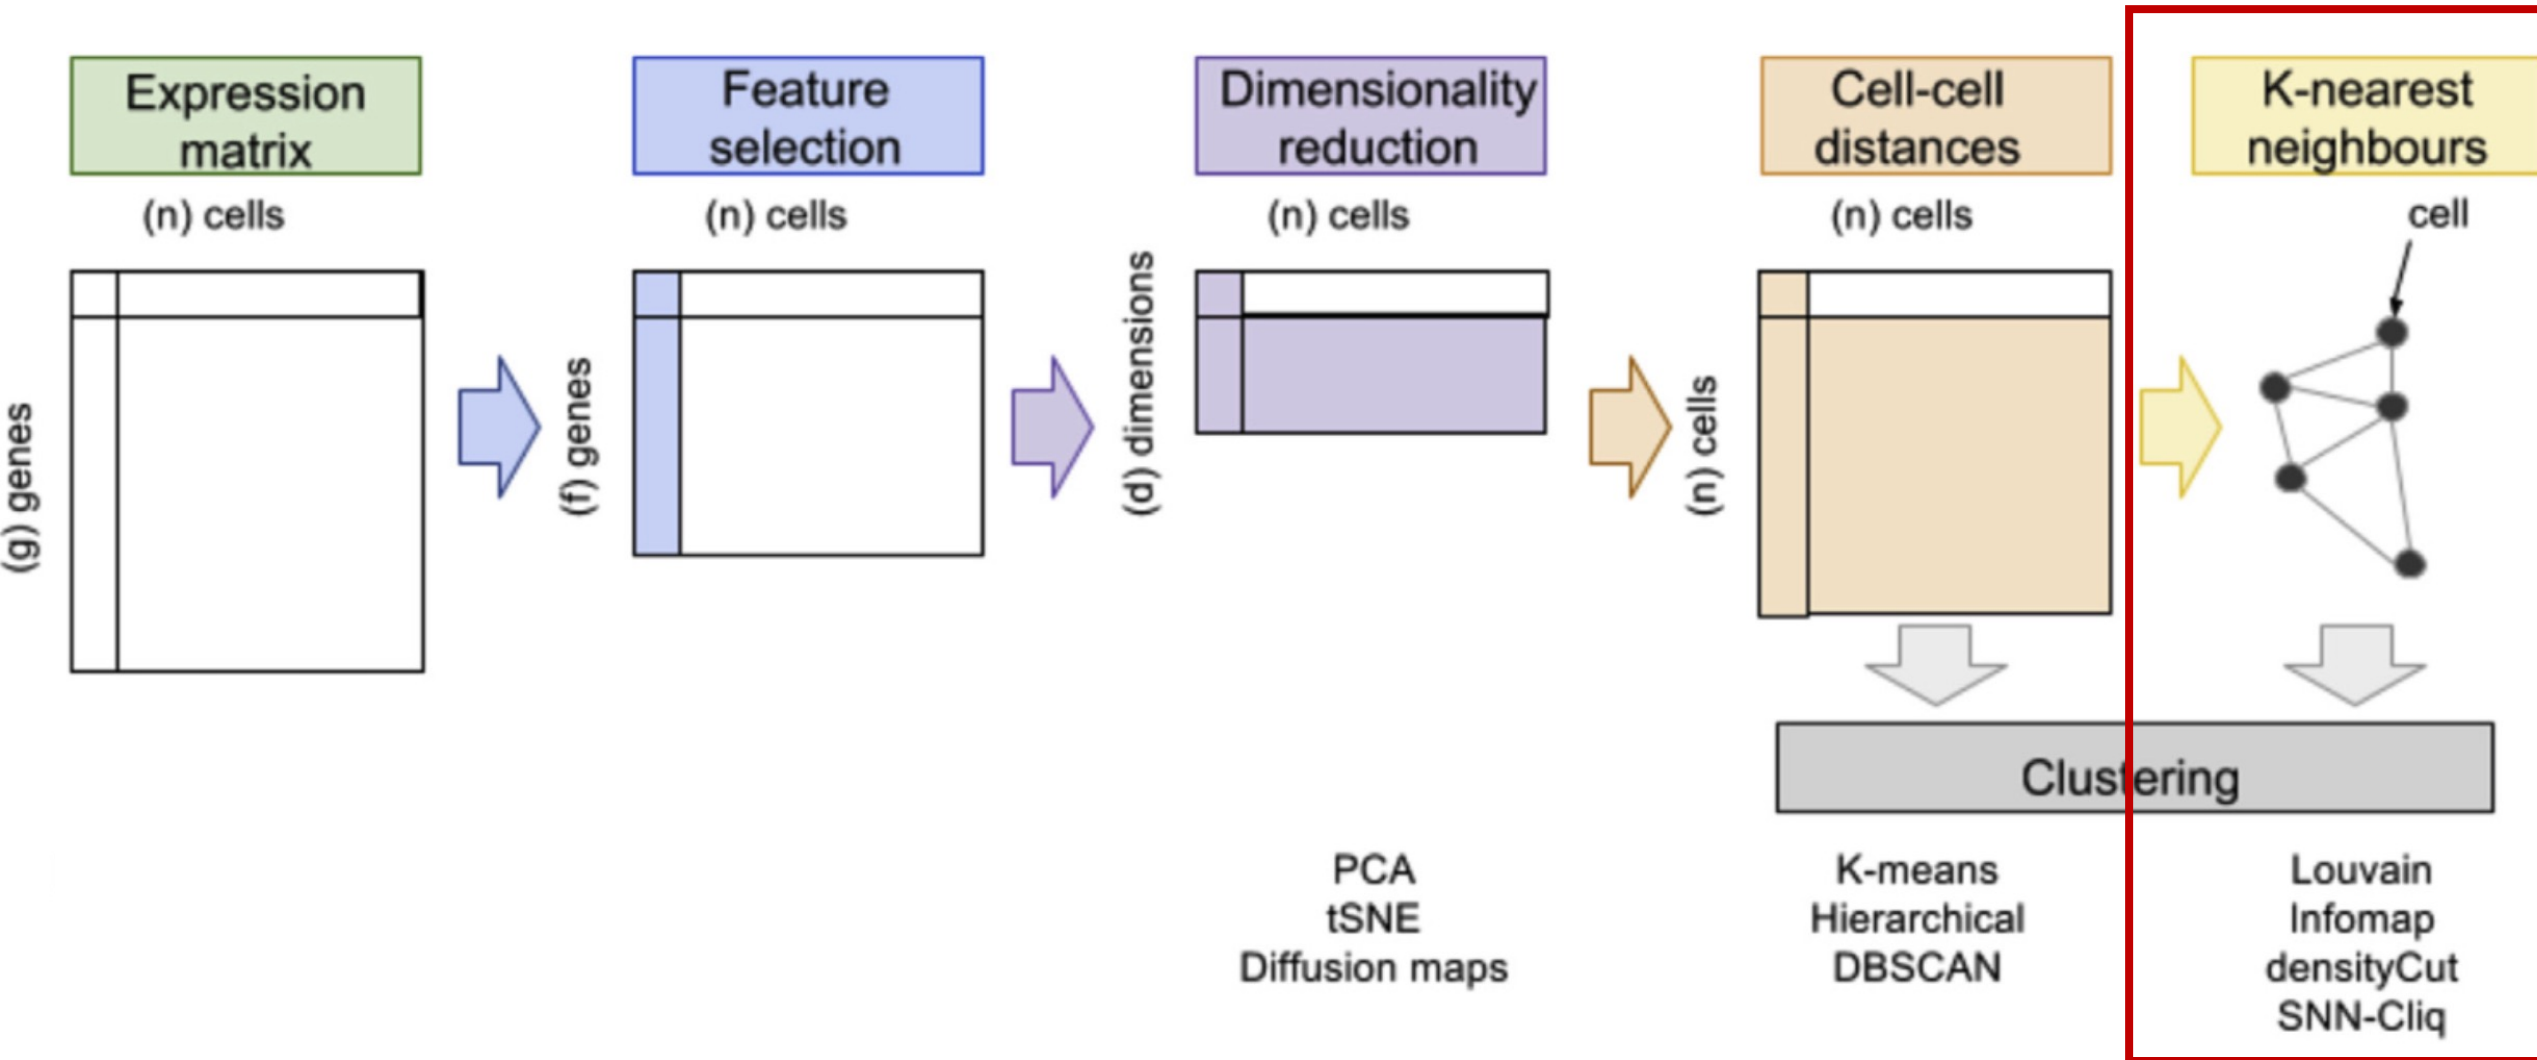 Expression
matrix
Feature
selection
Dimensionality
reduction
Cell-cell
distances
K-nearest
neighbours
(n) cells
(n) cells
(n) cells
(n) cells
cell
(g) genes
(f) genes
(d) dimensions
(n) cells
Clustering
PCA
tSNE
Diffusion maps
K-means
Hierarchical
DBSCAN
Louvain
Infomap
densityCut
SNN-Cliq